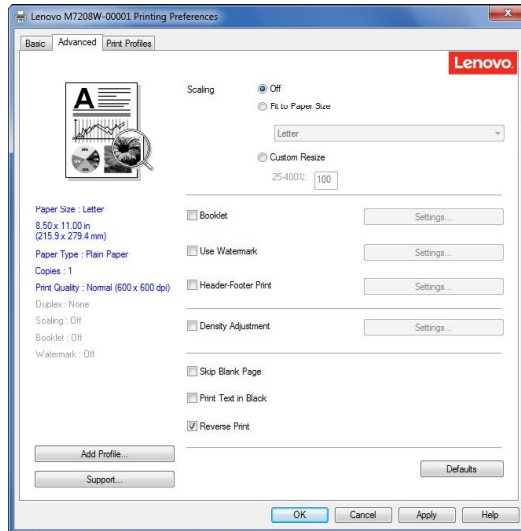 Lenovo M7208W-00001 Printing Preferences
Basic Advanced Print Profiles
Lenovo.
A
Scaling
Off
Fit to Paper Size
Letter
Custom Resize
25-400%: 100
Paper Size : Letter
8.50 x 11.00 in
(215.9 x 279.4 mm)
Paper Type : Plain Paper
Copies : 1
Print Quality : Normal (600 x 600 dpi)
Duplex : None
Scaling : Off
Booklet : Off
Watermark : Off
Booklet Settings...
Use Watermark Settings...
Header-Footer Print Settings...
Density Adjustment Settings...
Skip Blank Page
Print Text in Black
Reverse Print
Add Profile...
Support...
Defaults
OK Cancel Apply Help